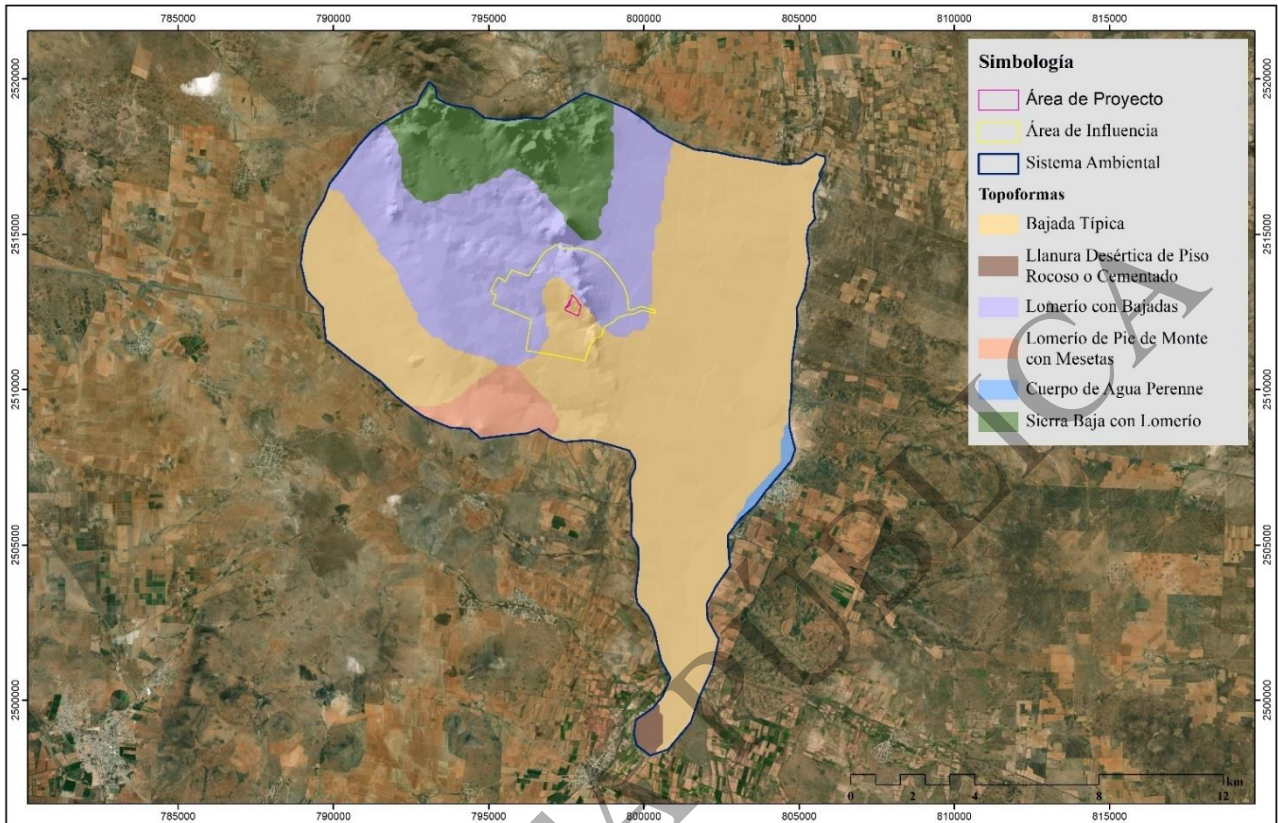 785000 790000 795000 800000 805000 810000 815000
Simbología
Área de Proyecto
Área de Influencia
Sistema Ambiental
Topoformas
Bajada Típica
Llanura Desértica de Piso
Rocoso o Cementado
Lomerío con Bajadas
Lomerío de Pie de Monte
con Mesetas
Cuerpo de Agua Perenne
Sierra Baja con Lomerío
2520000 2520000
2515000 2515000
2510000 2510000
2505000 2505000
2500000 2500000
km
0 2 4 8 12
785000 790000 795000 800000 805000 810000 815000
PÚBLICA